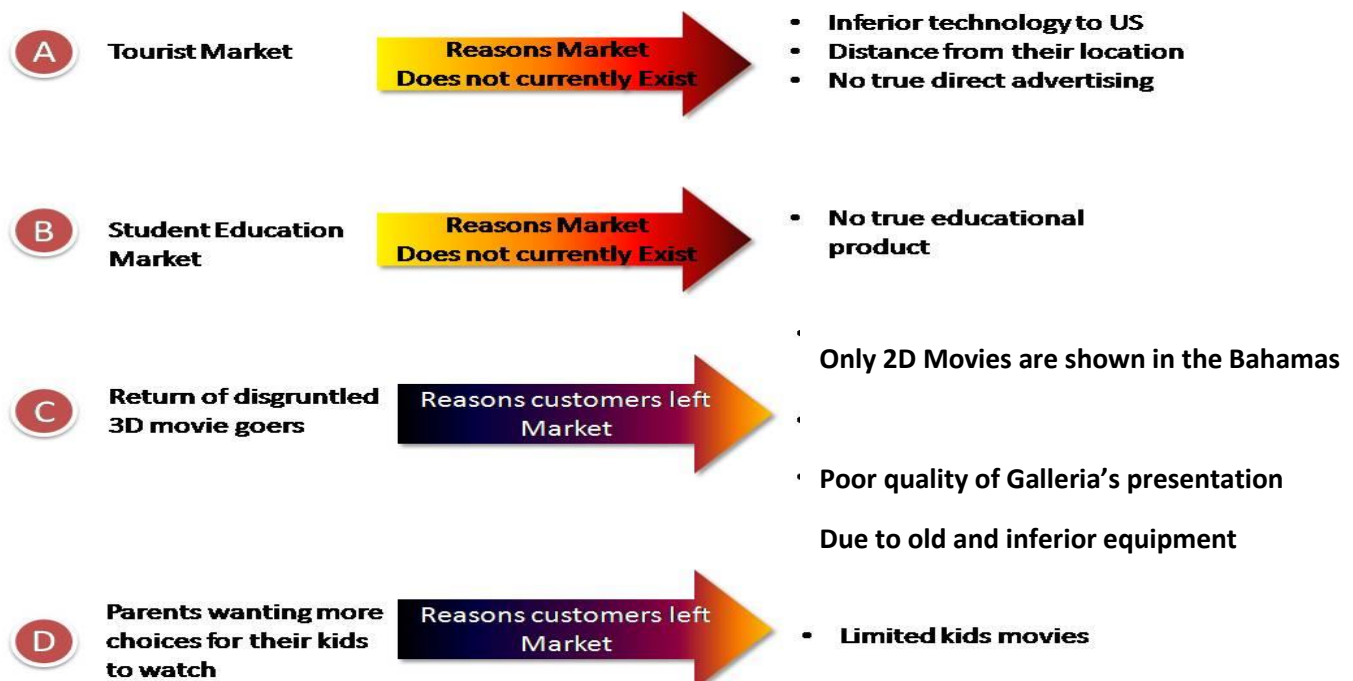 A
Tourist Market
Reasons Market
Does not currently Exist
• Inferior technology to US
• Distance from their location
• No true direct advertising
B
Student Education
Market
Reasons Market
Does not currently Exist
• No true educational
product
C
Return of disgruntled
3D movie goers
Reasons customers left
Market
•
Only 2D Movies are shown in the Bahamas
•
• Poor quality of Galleria’s presentation
Due to old and inferior equipment
D
Parents wanting more
choices for their kids
to watch
Reasons customers left
Market
• Limited kids movies